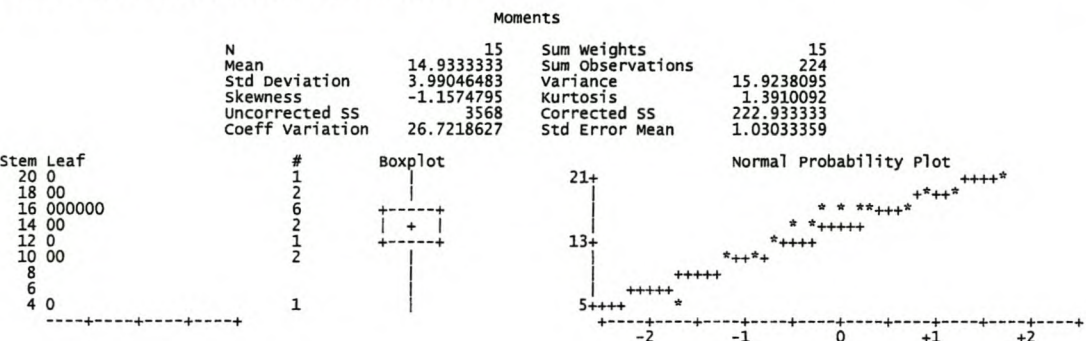 Moments
N 15 Sum Weights 15
Mean 14.9333333 Sum Observations 224
Std Deviation 3.99046483 Variance 15.9238095
Skewness -1.1574795 Kurtosis 1.3910092
Uncorrected SS 3568 Corrected SS 222.933333
Coeff Variation 26.7218627 Std Error Mean 1.03033359
Stem Leaf # Boxplot Normal Probability Plot
20 0 1 21
18 00 2
16 000000 6
14 00 2
12 0 1 13
10 00 2
8
6
4 0 1 5
-2 -1 0 +1 +2